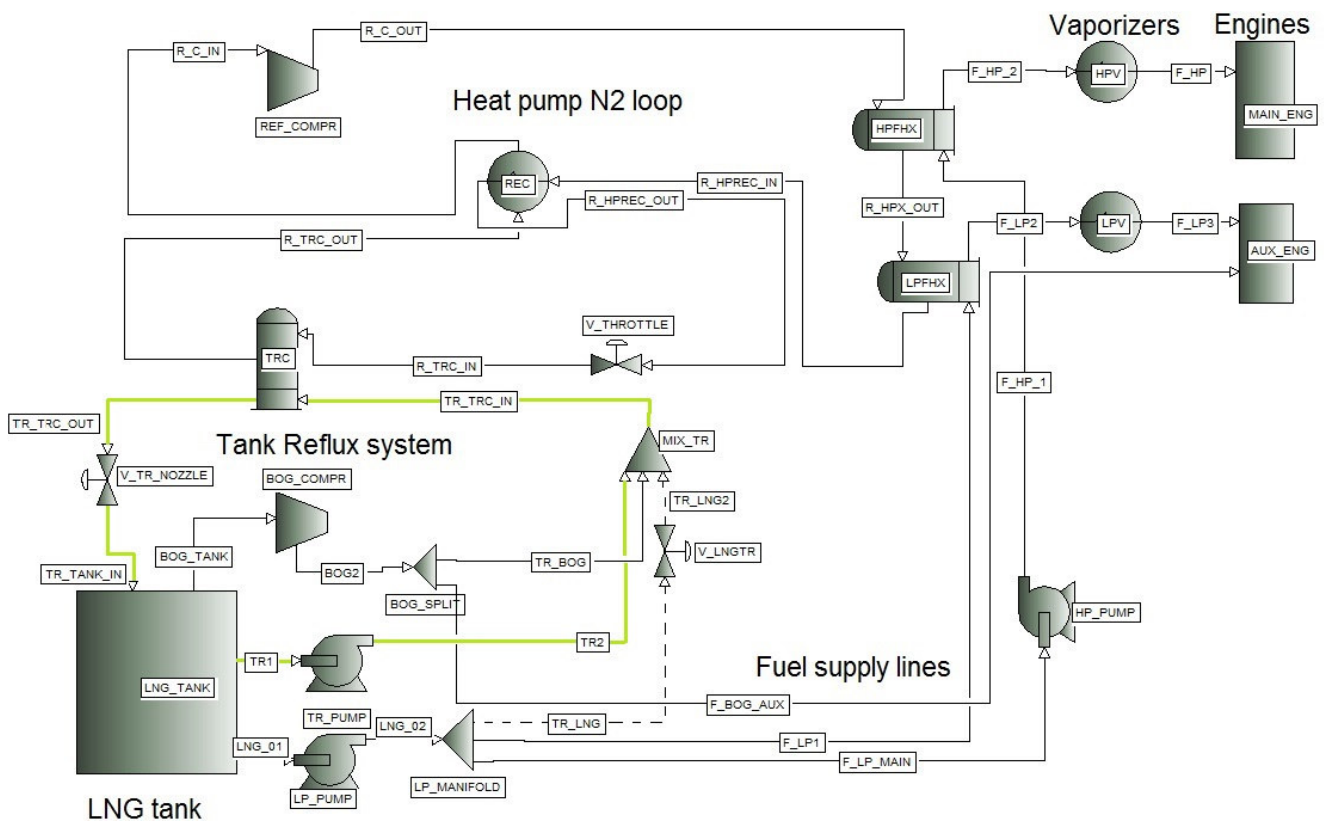 Vaporizers
Engines
R_C_OUT
R_C_IN
F_HP_2
HPV
F_HP
Heat pump N2 loop
HPFHX
MAIN_ENG
REF_COMPR
REC
R_HPREC_IN
R_HPREC_OUT
R_HPX_OUT
F_LP2
LPV
F_LP3
R_TRC_OUT
AUX_ENG
LPFHX
V_THROTTLE
TRC
R_TRC_IN
F_HP_1
TR_TRC_IN
TR_TRC_OUT
Tank Reflux system
MIX_TR
V_TR_NOZZLE
BOG_COMPR
TR_LNG2
BOG_TANK
V_LNGTR
TR_TANK_IN
BOG2
TR_BOG
BOG_SPLIT
HP_PUMP
TR2
TR1
Fuel supply lines
LNG_TANK
F_BOG_AUX
TR_PUMP
TR_LNG
LNG_01
LNG_02
F_LP1
F_LP_MAIN
LP_MANIFOLD
LP_PUMP
LNG tank